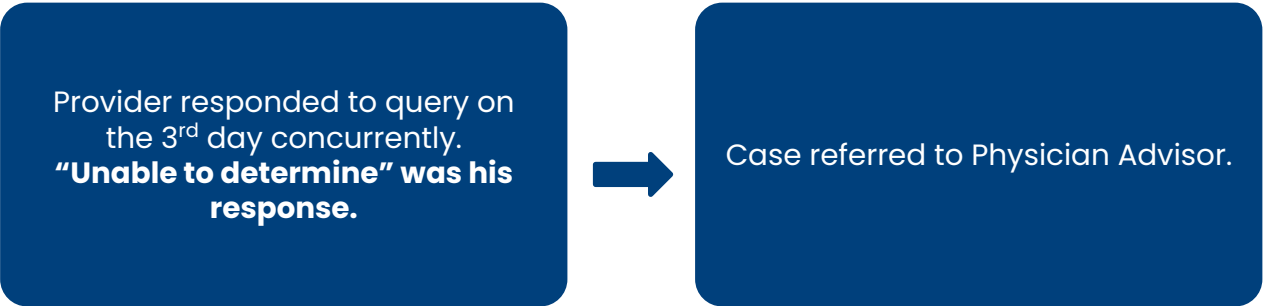 Provider responded to query on
the 3rd day concurrently.
“Unable to determine” was his
response.
Case referred to Physician Advisor.